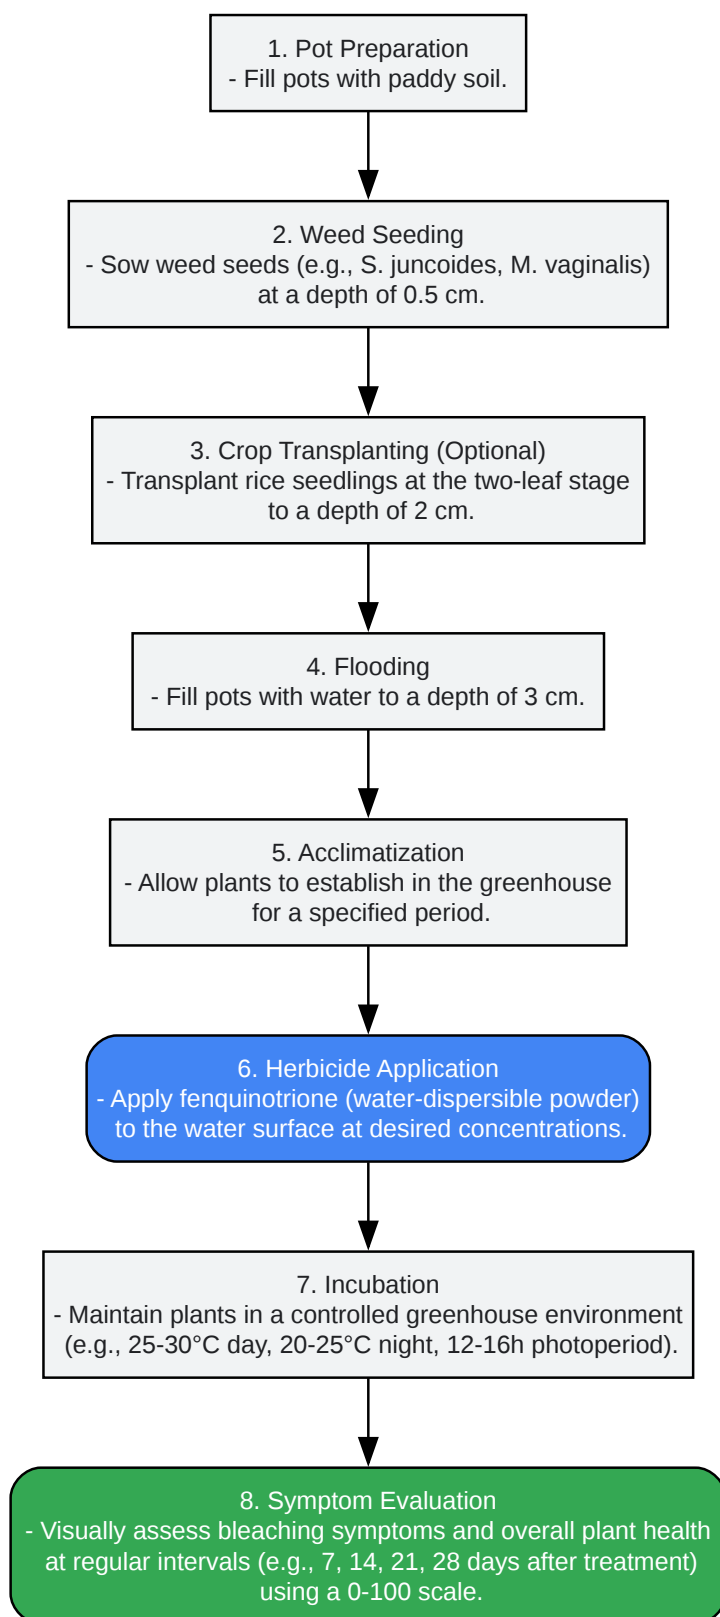 1. Pot Preparation
- Fill pots with paddy soil.
2. Weed Seeding
- Sow weed seeds (e.g., S. juncoides, M. vaginalis)
at a depth of 0.5 cm.
3. Crop Transplanting (Optional)
- Transplant rice seedlings at the two-leaf stage
to a depth of 2 cm.
4. Flooding
- Fill pots with water to a depth of 3 cm.
5. Acclimatization
- Allow plants to establish in the greenhouse
for a specified period.
6. Herbicide Application
- Apply fenquinotrione (water-dispersible powder)
to the water surface at desired concentrations.
7. Incubation
- Maintain plants in a controlled greenhouse environment
(e.g., 25-30°C day, 20-25°C night, 12-16h photoperiod).
8. Symptom Evaluation
- Visually assess bleaching symptoms and overall plant health
at regular intervals (e.g., 7, 14, 21, 28 days after treatment)
using a 0-100 scale.